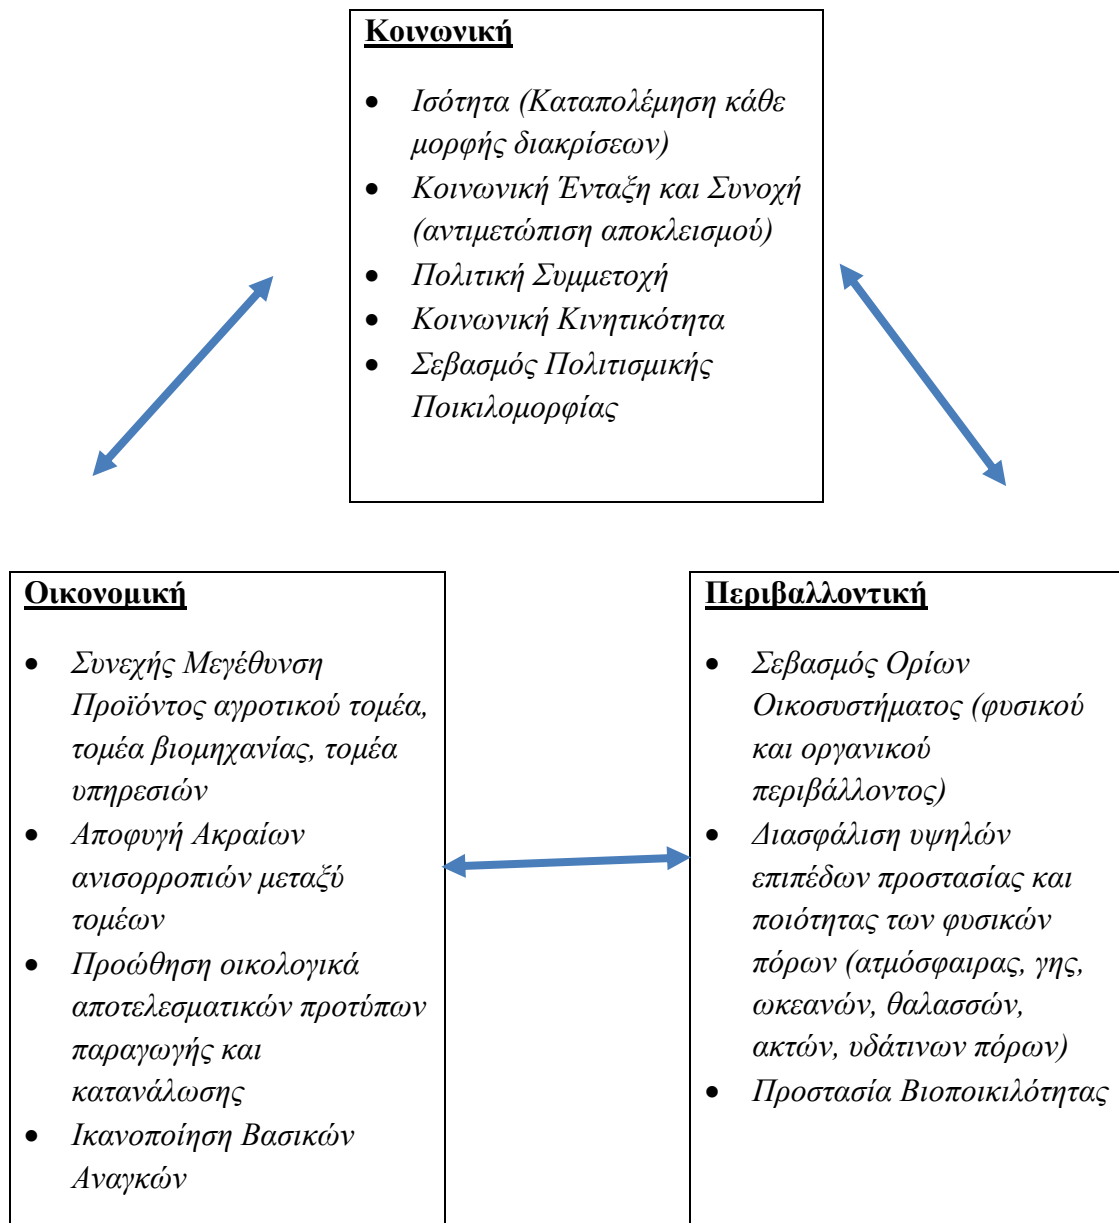 Κοινωνική
• Ισότητα (Καταπολέμηση κάθε
μορφής διακρίσεων)
• Κοινωνική Ένταξη και Συνοχή
(αντιμετώπιση αποκλεισμού)
• Πολιτική Συμμετοχή
• Κοινωνική Κινητικότητα
• Σεβασμός Πολιτισμικής
Ποικιλομορφίας
Οικονομική
• Συνεχής Μεγέθυνση
Προϊόντος αγροτικού τομέα,
τομέα βιομηχανίας, τομέα
υπηρεσιών
• Αποφυγή Ακραίων
ανισορροπιών μεταξύ
τομέων
• Προώθηση οικολογικά
αποτελεσματικών προτύπων
παραγωγής και
κατανάλωσης
• Ικανοποίηση Βασικών
Αναγκών
Περιβαλλοντική
• Σεβασμός Ορίων
Οικοσυστήματος (φυσικού
και οργανικού
περιβάλλοντος)
• Διασφάλιση υψηλών
επιπέδων προστασίας και
ποιότητας των φυσικών
πόρων (ατμόσφαιρας, γης,
ωκεανών, θαλασσών,
ακτών, υδάτινων πόρων)
• Προστασία Βιοποικιλότητας